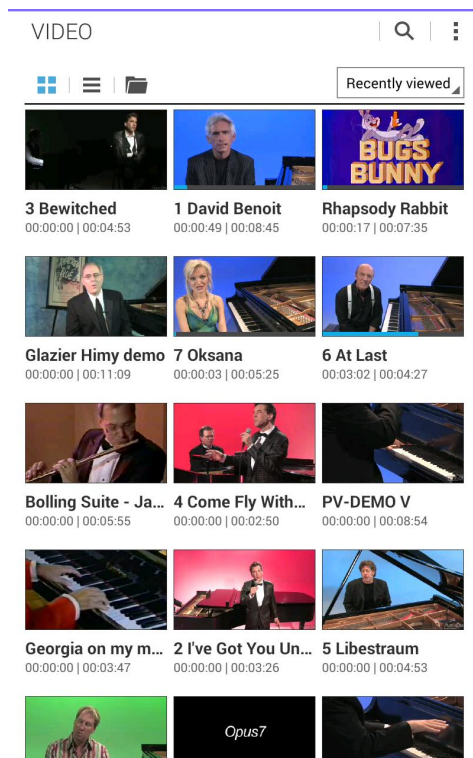 VIDEO
Recently viewed
BUGS
BUNNY
3 Bewitched
00:00:00 | 00:04:53
1 David Benoit
00:00:49 | 00:08:45
Rhapsody Rabbit
00:00:17 | 00:07:35
Glazier Himy demo
00:00:00 | 00:11:09
7 Oksana
00:00:03 | 00:05:25
6 At Last
00:03:02 | 00:04:27
Bolling Suite - Ja...
00:00:00 | 00:05:55
4 Come Fly With...
00:00:00 | 00:02:50
PV-DEMO V
00:00:00 | 00:08:54
Georgia on my m...
00:00:00 | 00:03:47
2 I've Got You Un...
00:00:00 | 00:03:26
5 Libestraum
00:00:00 | 00:04:53
Opus7